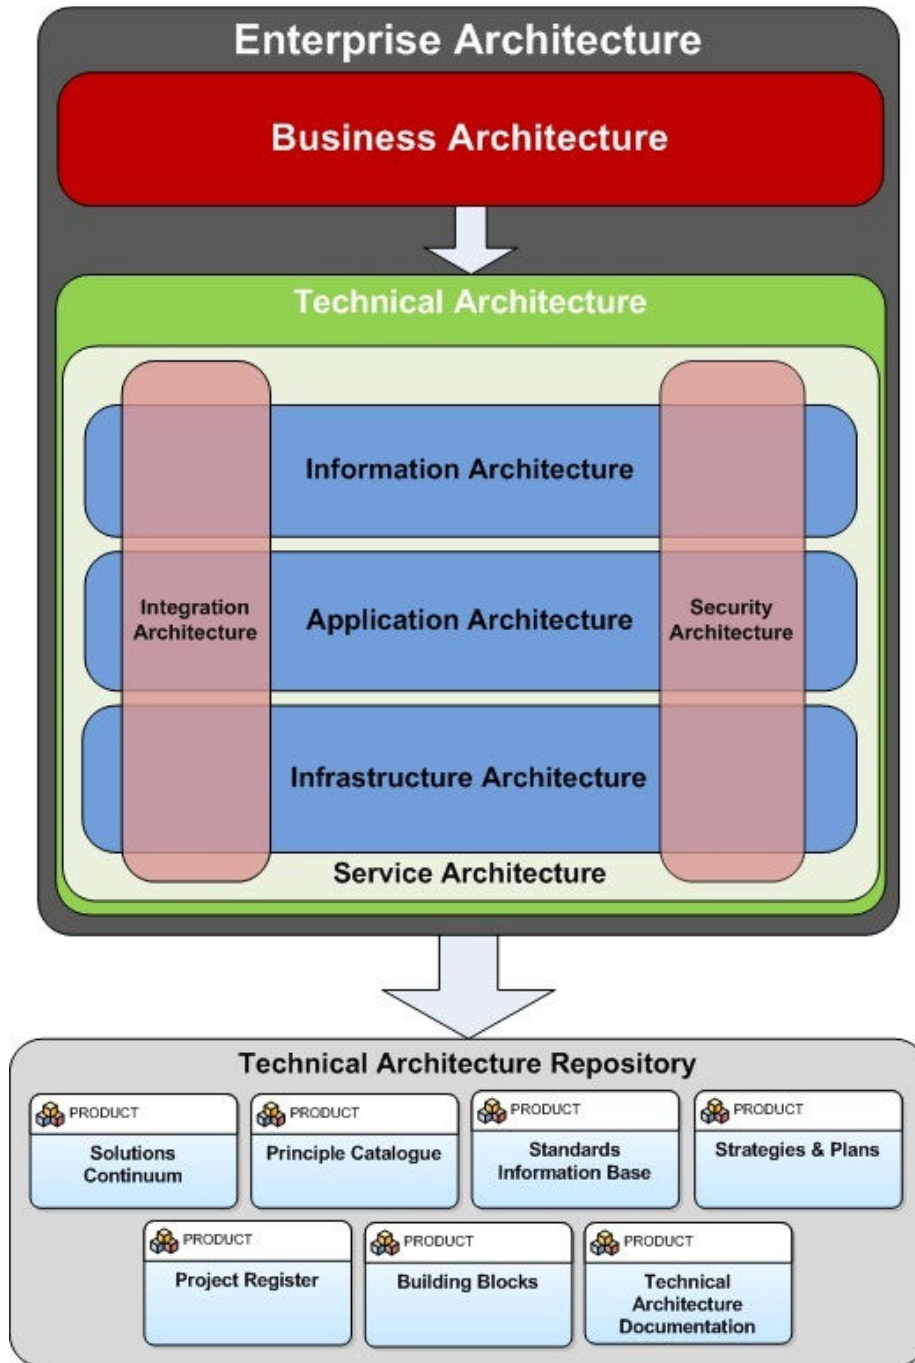 Enterprise Architecture
Business Architecture
Technical Architecture
Information Architecture
Integration
Architecture
Application Architecture
Security
Architecture
Infrastructure Architecture
Service Architecture
Technical Architecture Repository
PRODUCT
Solutions
Continuum
PRODUCT
Principle Catalogue
PRODUCT
Standards
Information Base
PRODUCT
Strategies & Plans
PRODUCT
Project Register
PRODUCT
Building Blocks
PRODUCT
Technical
Architecture
Documentation